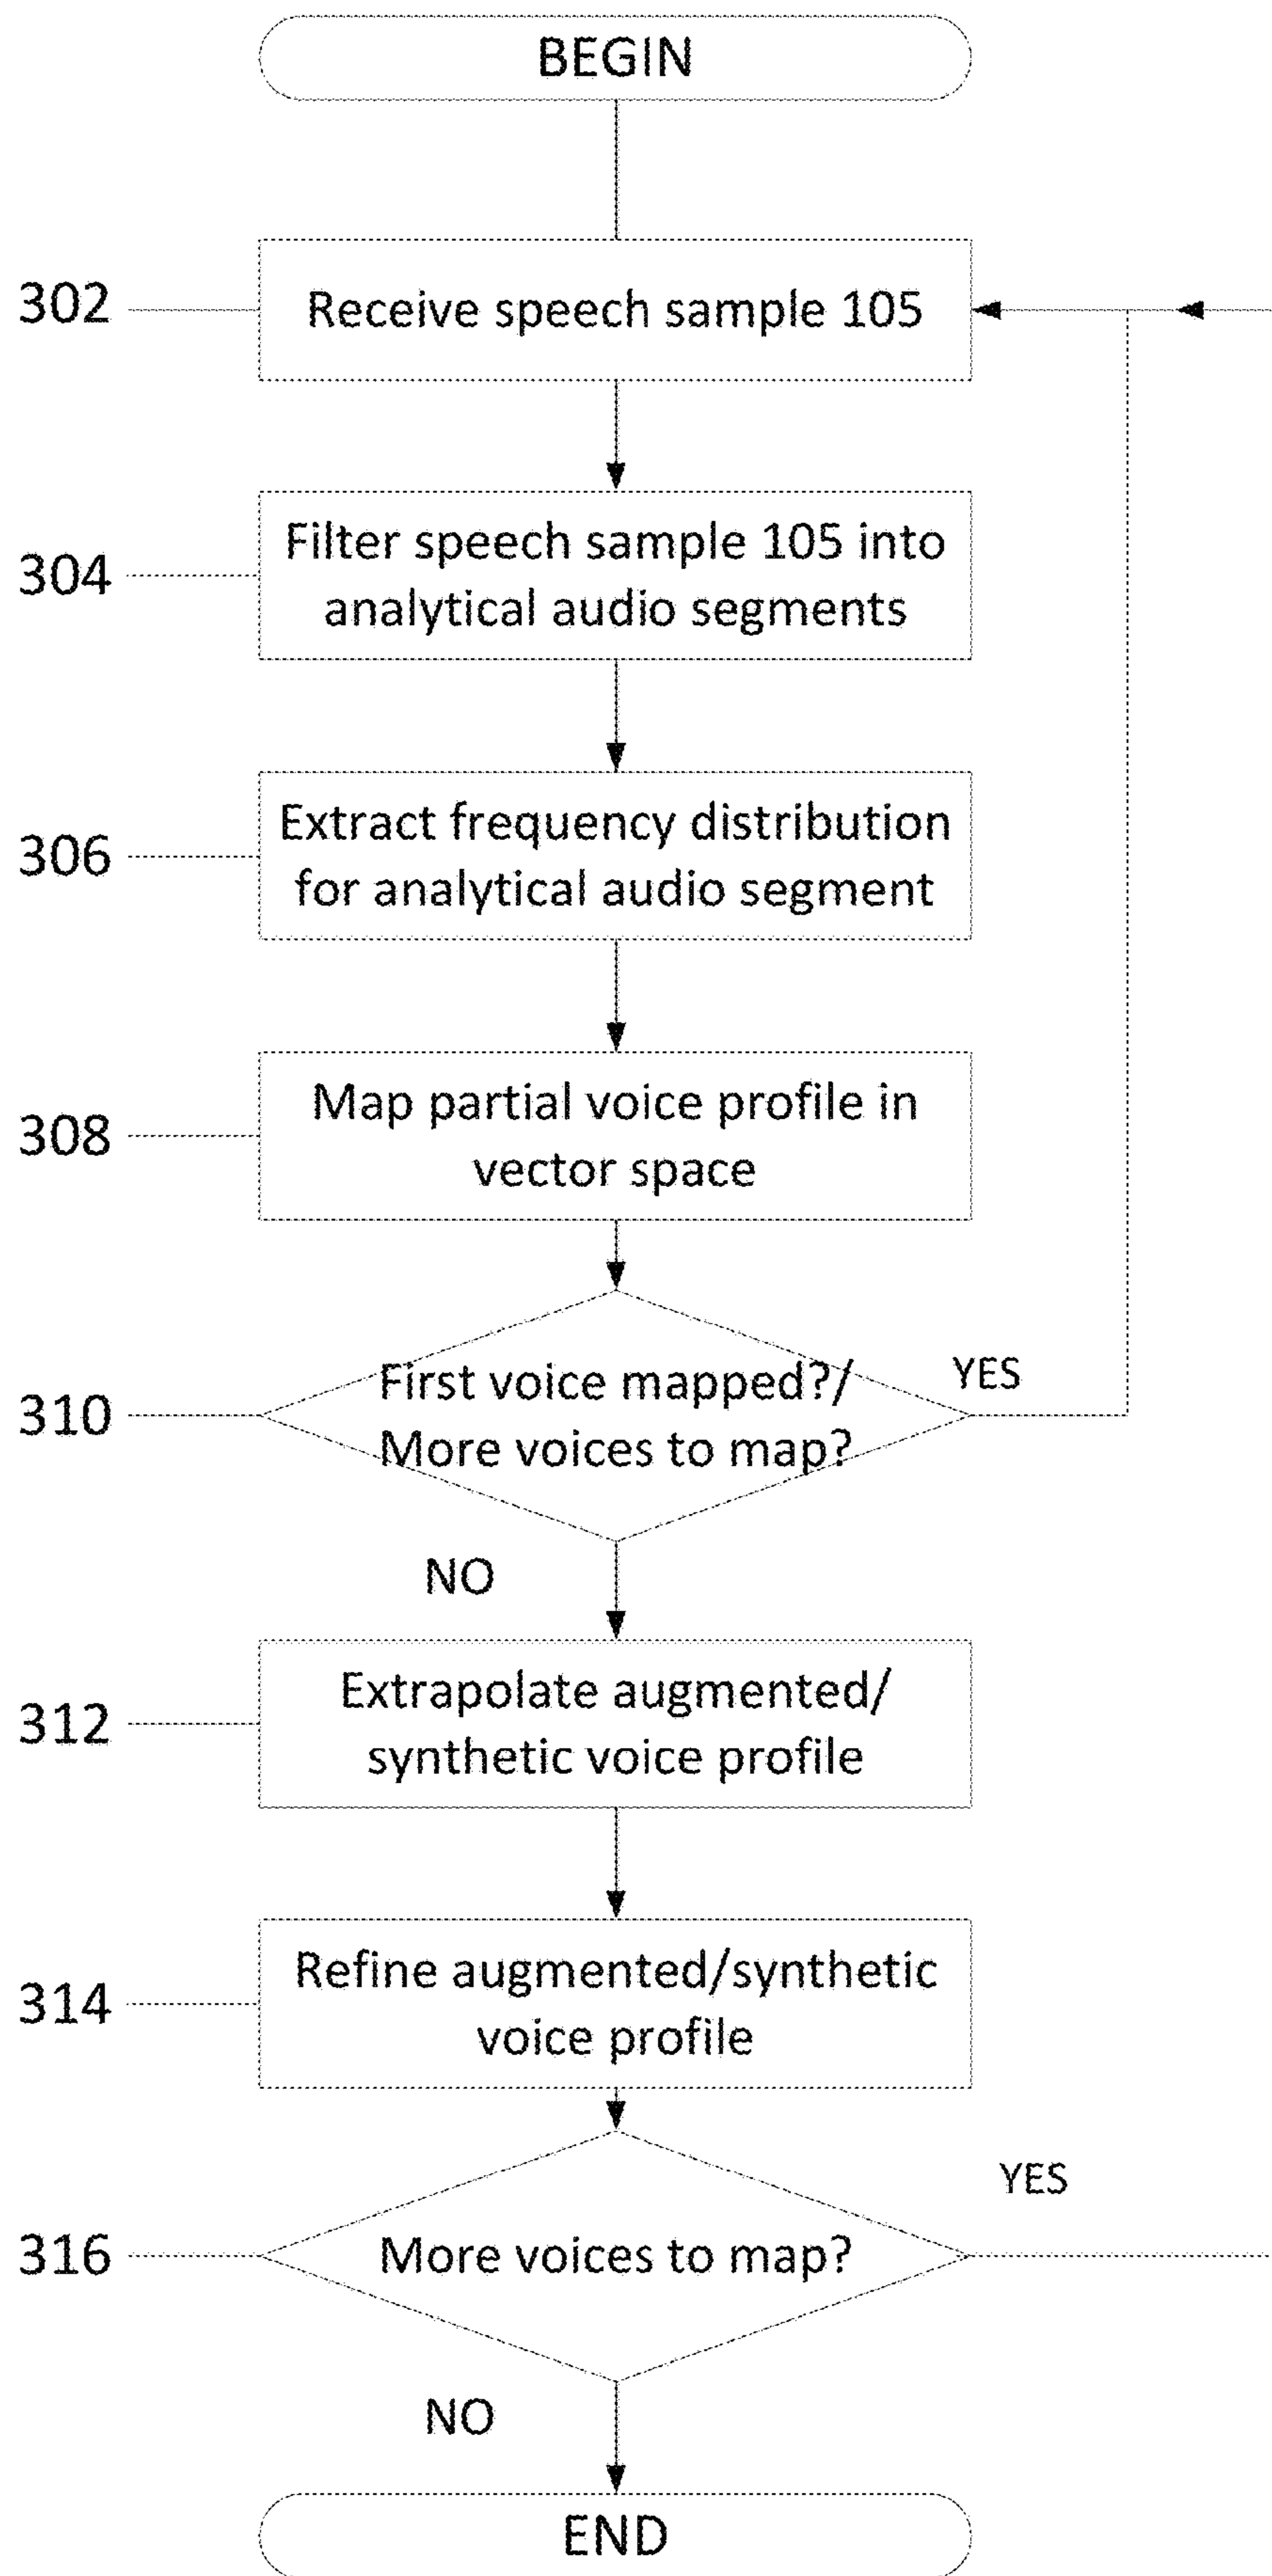 BEGIN
302
Receive speech sample 105
304
Filter speech sample 105 into
analytical audio segments
306
Extract frequency distribution
for analytical audio segment
308
Map partial voice profile in
vector space
310
First voice mapped?/
More voices to map?
YES
NO
312
Extrapolate augmented/
synthetic voice profile
314
Refine augmented/synthetic
voice profile
316
More voices to map?
YES
NO
END